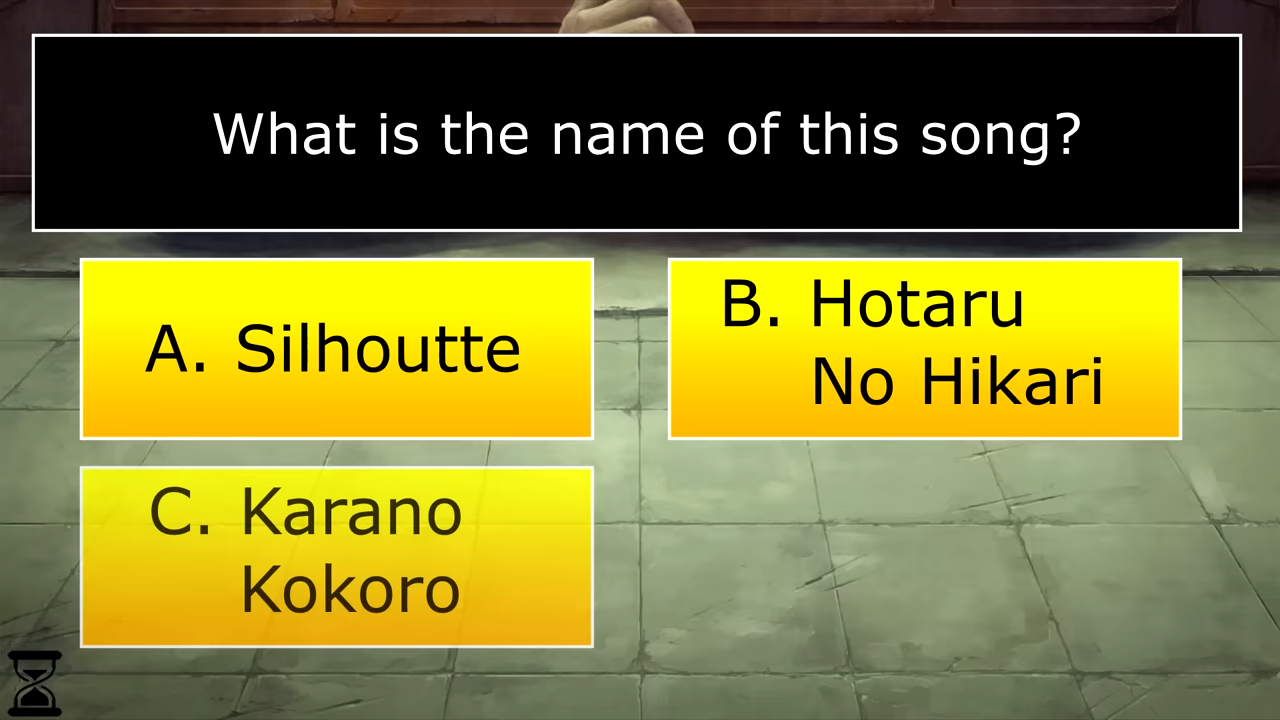 What is the name of this song?
A. Silhoutte
B. Hotaru
No Hikari
C. Karano
Kokoro